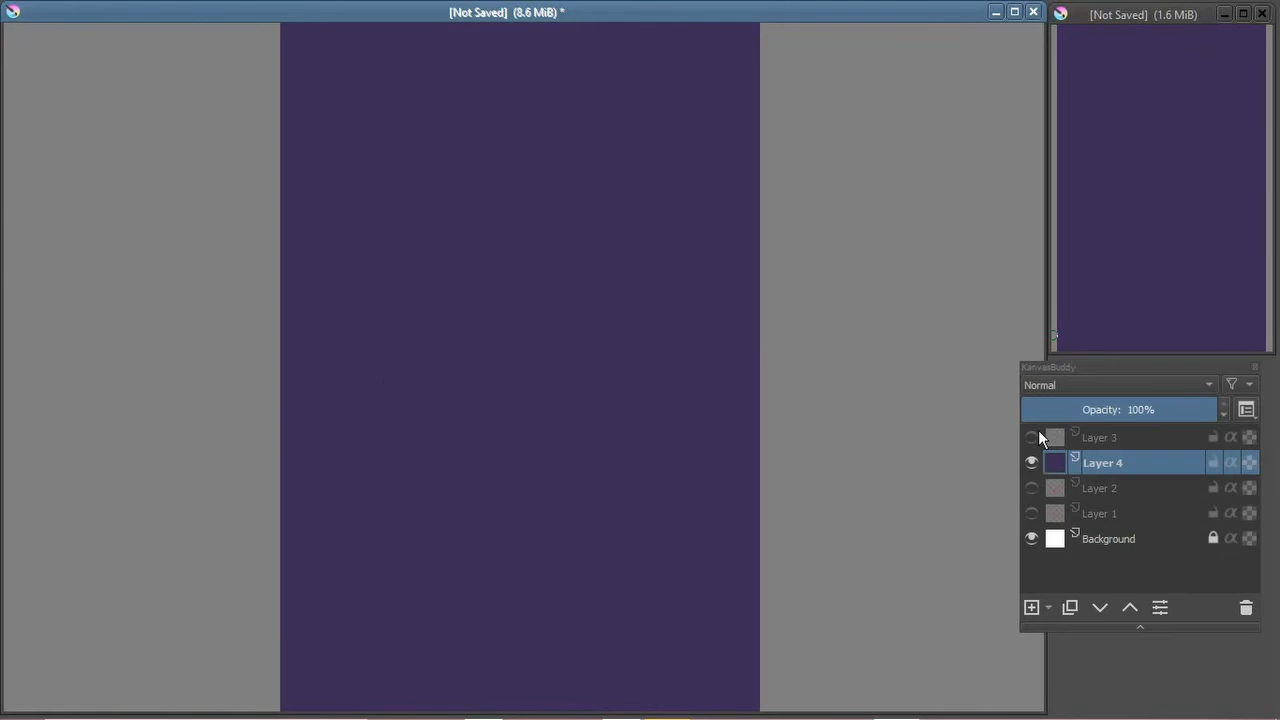 [Not Saved] (8.6 MiB) *
[Not Saved] (1.6 MiB)
KanvasBuddy
Normal
Opacity: 100%
Layer 3
Layer 4
Layer 2
Layer 1
Background